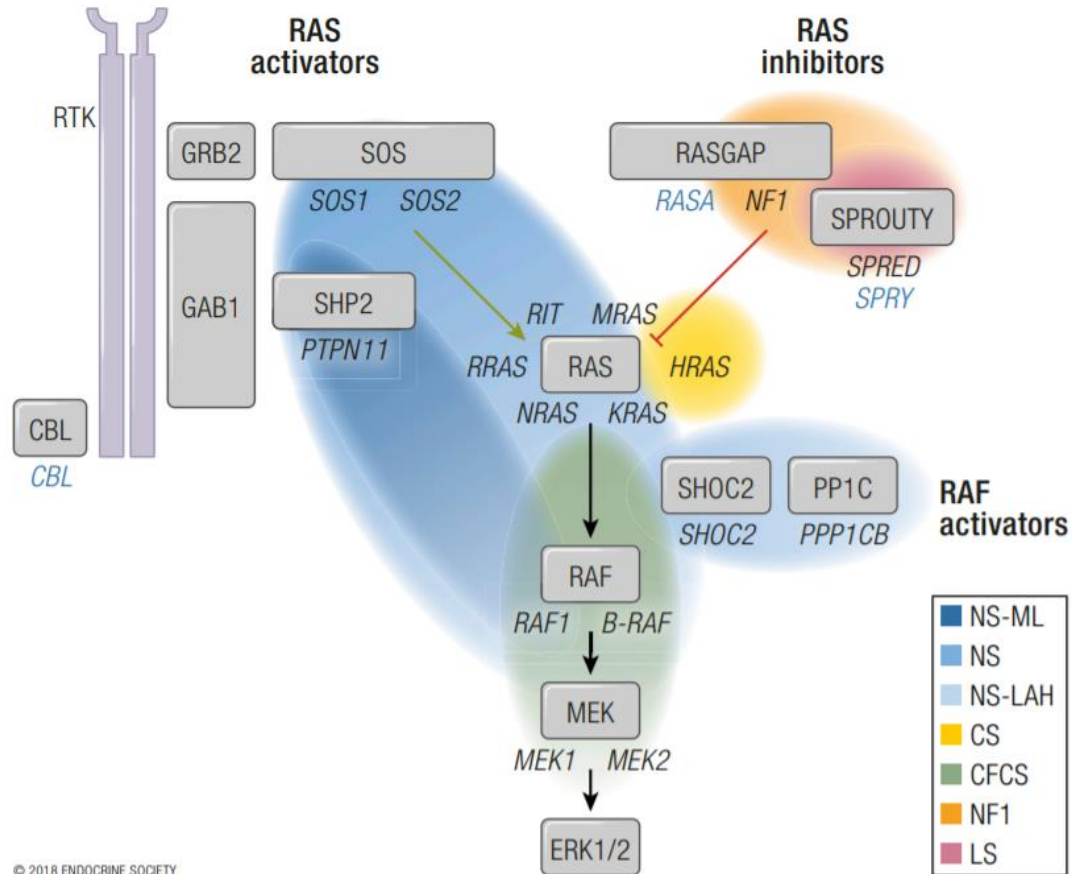 RAS
activators
RAS
inhibitors
RTK
GRB2
SOS
RASGAP
SOS1 SOS2
RASA NF1
SPROUTY
SPRED
SPRY
GAB1
SHP2
PTPN11
RIT MRAS
RRAS RAS HRAS
NRAS KRAS
CBL
CBL
SHOC2 PP1C
SHOC2 PPP1CB
RAF
activators
RAF
RAF1 B-RAF
MEK
MEK1 MEK2
ERK1/2
NS-ML
NS
NS-LAH
CS
CFCS
NF1
LS
© 2018 ENDOCRINE SOCIETY